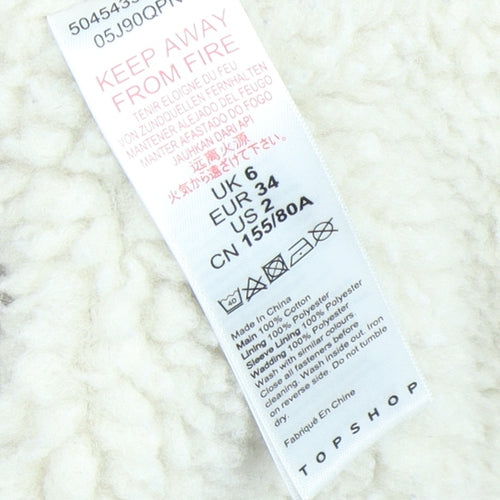 05J90QPN
KEEP AWAY
FROM FIRE
TENIR ELOIGNE DU FEU
VON ZUNDQUELLEN FERNHALTEN
MANTENER ALEJADO DEL FEUGO
MANTER AFASTADO DO FOGO
JAUHKAN DARI API
远离火源
火気から遠ざけて下さい。
UK 6
EUR 34
US 2
CN 155/80A
40
Made In China
Main 100% Cotton
Lining 100% Polyester
Sleeve Lining 100% Polyester
Wadding 100% Polyester
Wash with similar colours
Close all fasteners before
cleaning. Wash inside out. Iron
on reverse side. Do not tumble
dry.
Fabriqué En Chine
TOPSHOP